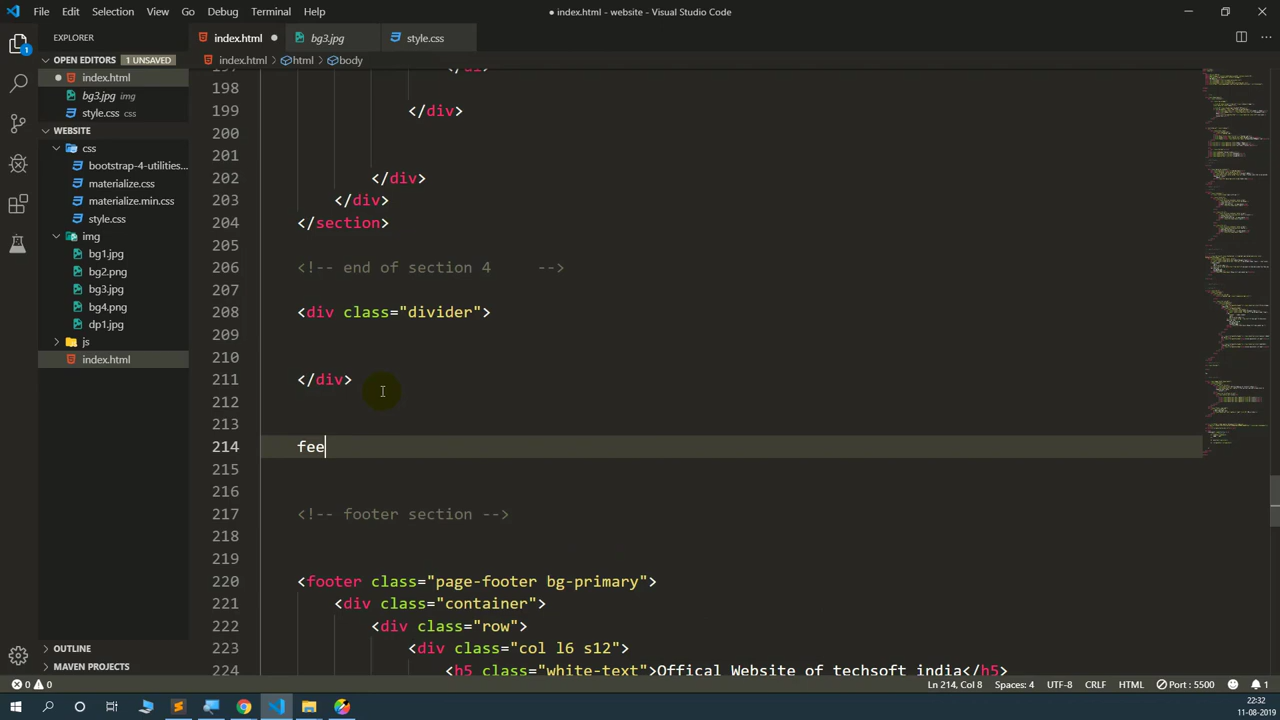 File Edit Selection View Go Debug Terminal Help
● index.html - website - Visual Studio Code
EXPLORER
index.html
bg3.jpg
style.css
OPEN EDITORS 1 UNSAVED
index.html > html > body
index.html
bg3.jpg img
style.css css
WEBSITE
css
bootstrap-4-utilities...
materialize.css
materialize.min.css
style.css
img
bg1.jpg
bg2.png
bg3.jpg
bg4.png
dp1.jpg
js
index.html
OUTLINE
MAVEN PROJECTS
198
199 </div>
200
201
202 </div>
203 </div>
204 </section>
205
206 <!-- end of section 4 -->
207
208 <div class="divider">
209
210
211 </div>
212
213
214 fee
215
216
217 <!-- footer section -->
218
219
220 <footer class="page-footer bg-primary">
221 <div class="container">
222 <div class="row">
223 <div class="col l6 s12">
224 <h5 class="white-text">Offical Website of techsoft india</h5>
0 0
Ln 214, Col 8 Spaces: 4 UTF-8 CRLF HTML Port : 5500 1
22:32
11-08-2019